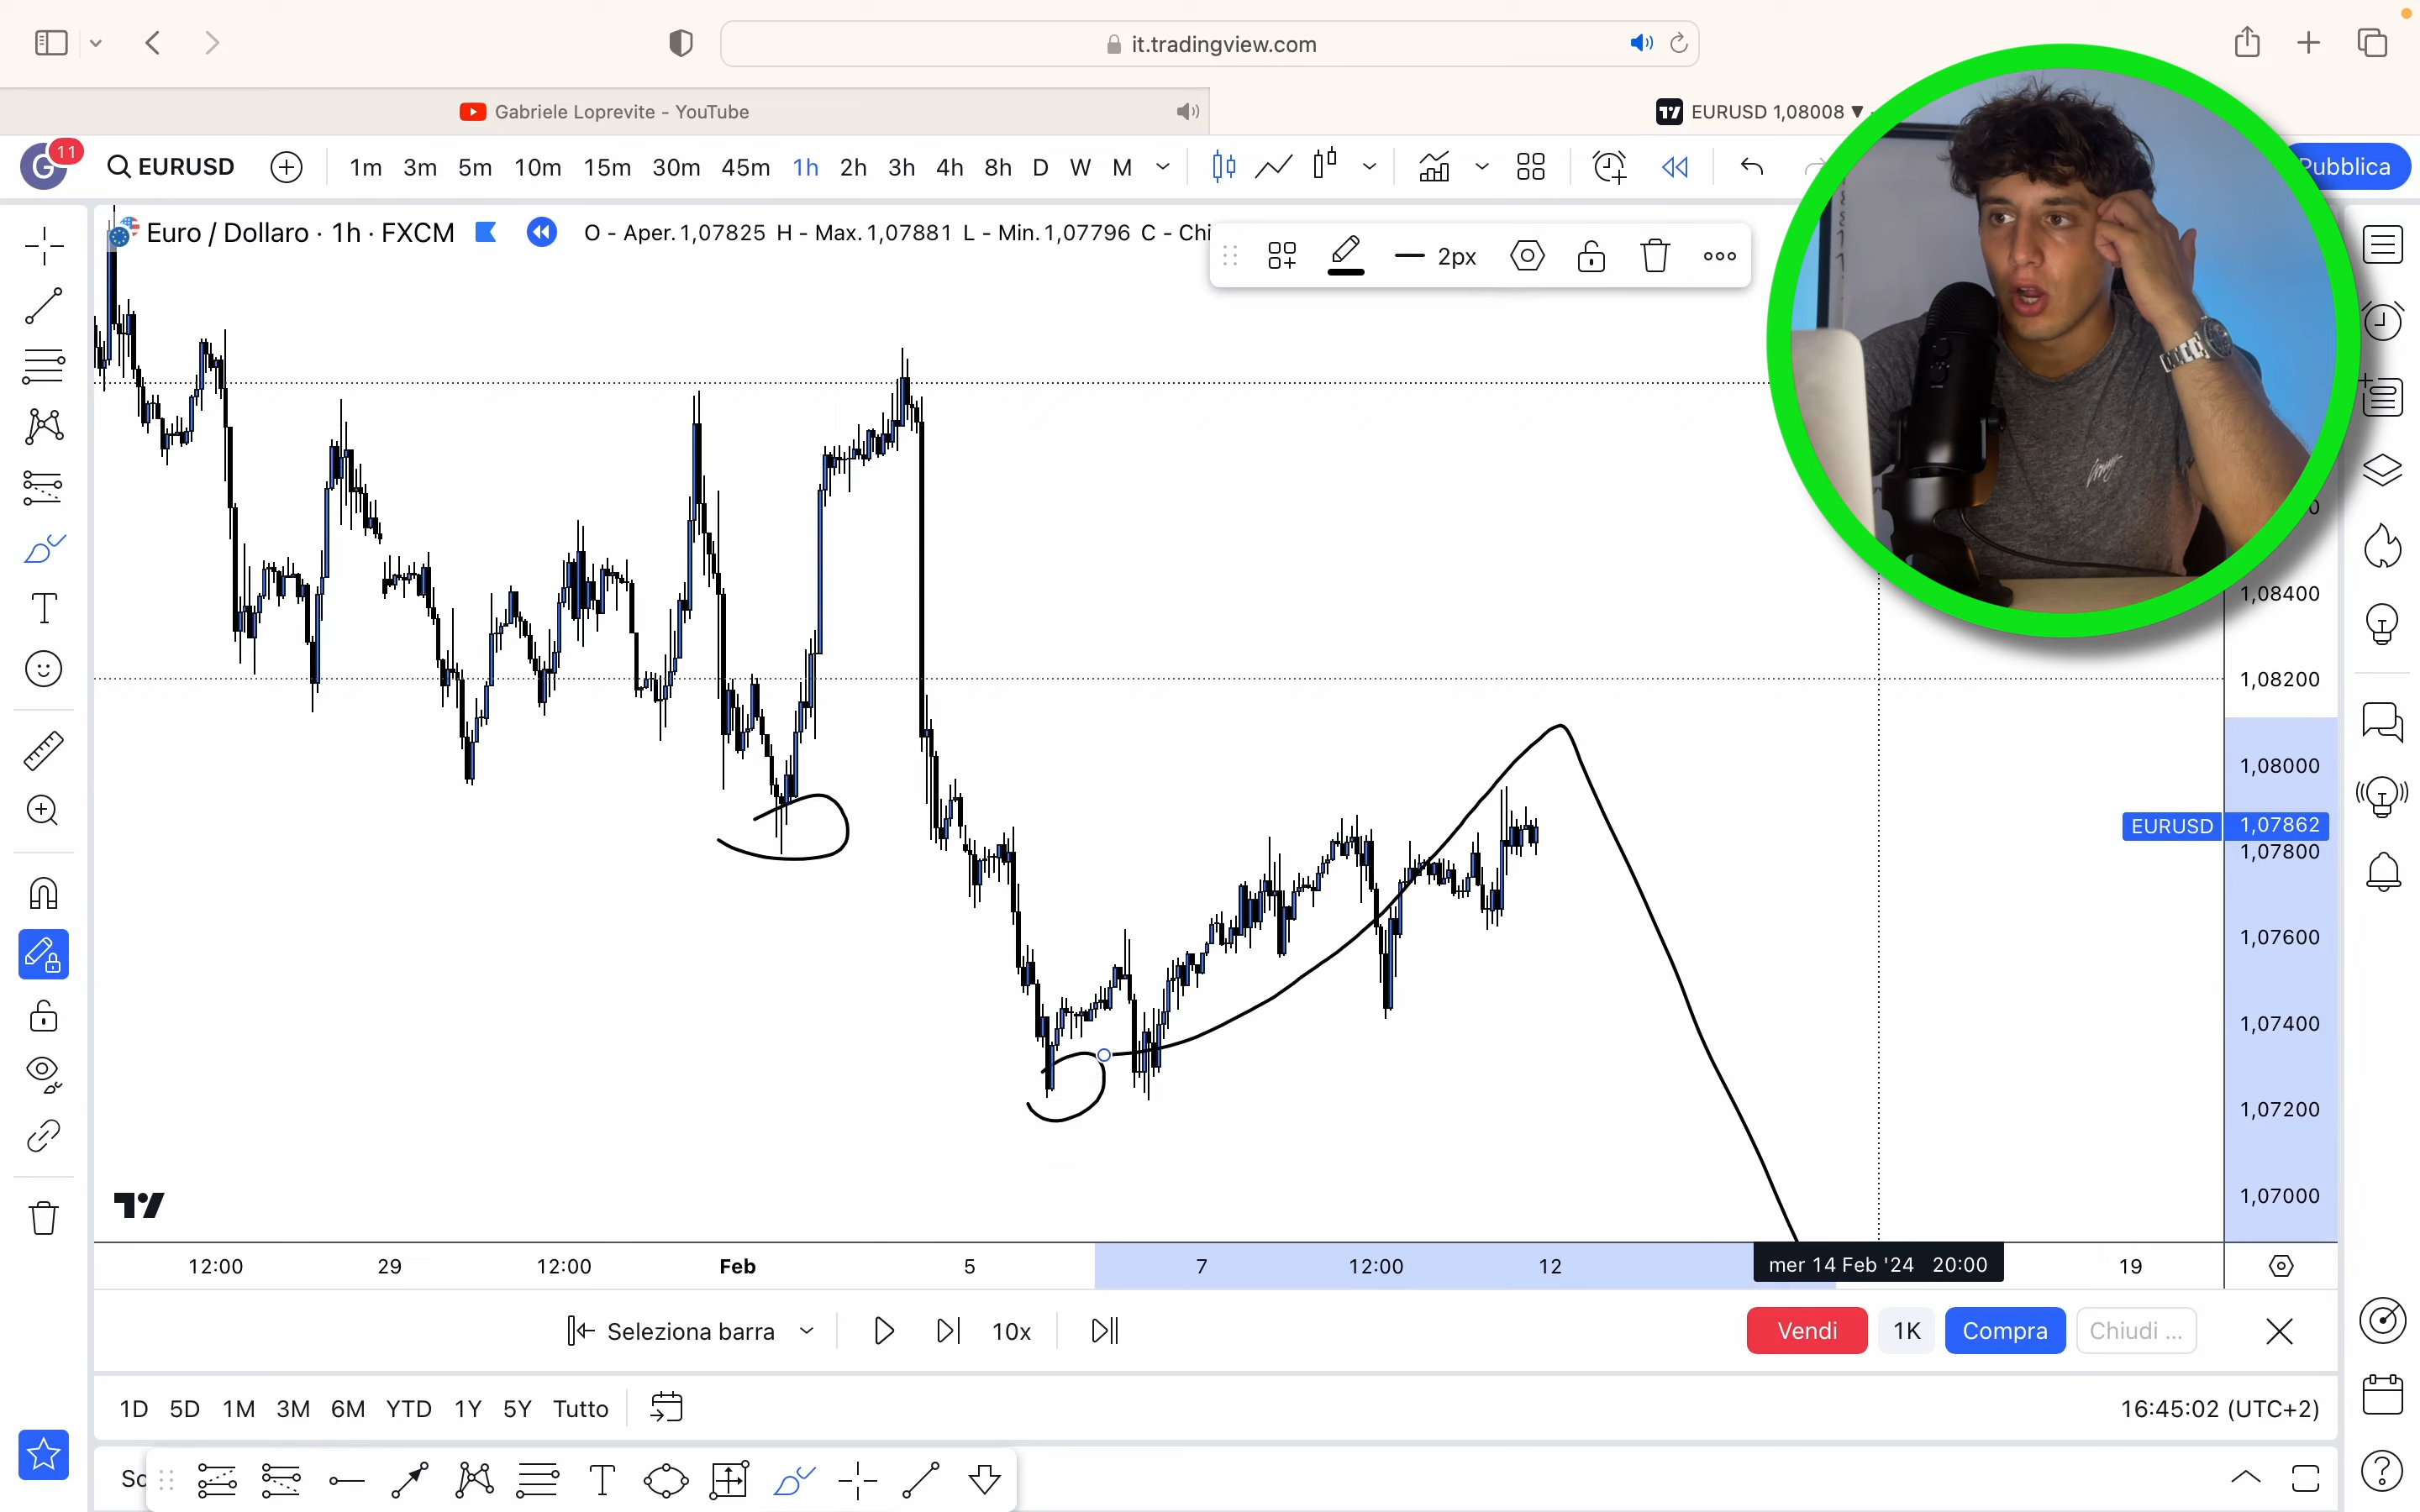 it.tradingview.com
Gabriele Loprevite - YouTube
EURUSD 1,08008 ▼
G 11
EURUSD
1m 3m 5m 10m 15m 30m 45m 1h 2h 3h 4h 8h D W M
Pubblica
Euro / Dollaro · 1h · FXCM
O - Aper. 1,07825 H - Max. 1,07881 L - Min. 1,07796 C - Chi
2px
1,08400
1,08200
1,08000
EURUSD 1,07862
1,07800
1,07600
1,07400
1,07200
1,07000
12:00 29 12:00 Feb 5 7 12:00 12 mer 14 Feb '24 20:00 19
Seleziona barra 10x Vendi 1K Compra Chiudi ...
1D 5D 1M 3M 6M YTD 1Y 5Y Tutto
16:45:02 (UTC+2)